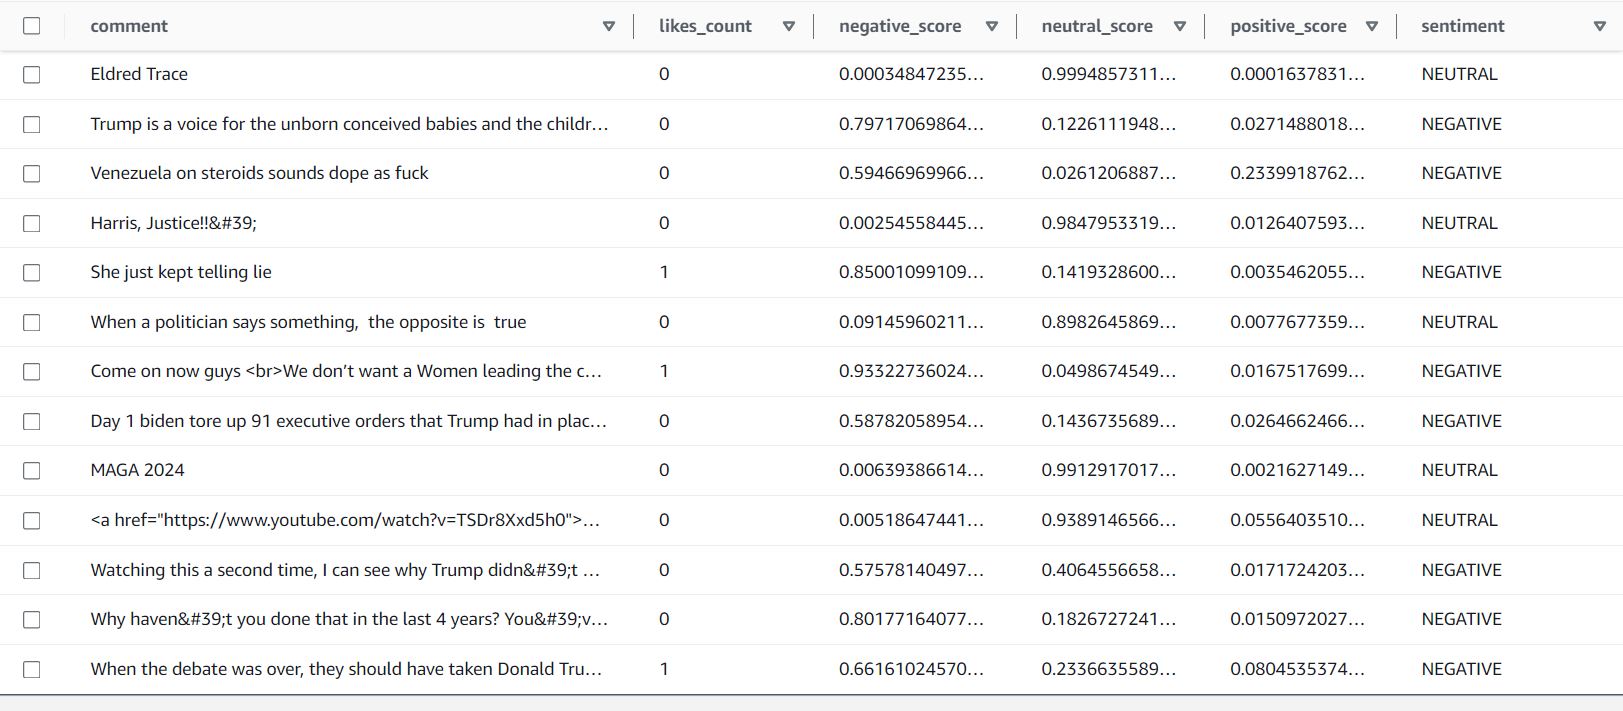 comment likes_count negative_score neutral_score positive_score sentiment
Eldred Trace 0 0.00034847235... 0.9994857311... 0.0001637831... NEUTRAL
Trump is a voice for the unborn conceived babies and the childr... 0 0.79717069864... 0.1226111948... 0.0271488018... NEGATIVE
Venezuela on steroids sounds dope as fuck 0 0.59466969966... 0.0261206887... 0.2339918762... NEGATIVE
Harris, Justice!!&#39; 0 0.00254558445... 0.9847953319... 0.0126407593... NEUTRAL
She just kept telling lie 1 0.85001099109... 0.1419328600... 0.0035462055... NEGATIVE
When a politician says something,  the opposite is  true 0 0.09145960211... 0.8982645869... 0.0077677359... NEUTRAL
Come on now guys <br>We don’t want a Women leading the c... 1 0.93322736024... 0.0498674549... 0.0167517699... NEGATIVE
Day 1 biden tore up 91 executive orders that Trump had in plac... 0 0.58782058954... 0.1436735689... 0.0264662466... NEGATIVE
MAGA 2024 0 0.00639386614... 0.9912917017... 0.0021627149... NEUTRAL
<a href="https://www.youtube.com/watch?v=TSDr8Xxd5h0">... 0 0.00518647441... 0.9389146566... 0.0556403510... NEUTRAL
Watching this a second time, I can see why Trump didn&#39;t ... 0 0.57578140497... 0.4064556658... 0.0171724203... NEGATIVE
Why haven&#39;t you done that in the last 4 years? You&#39;v... 0 0.80177164077... 0.1826727241... 0.0150972027... NEGATIVE
When the debate was over, they should have taken Donald Tru... 1 0.66161024570... 0.2336635589... 0.0804535374... NEGATIVE